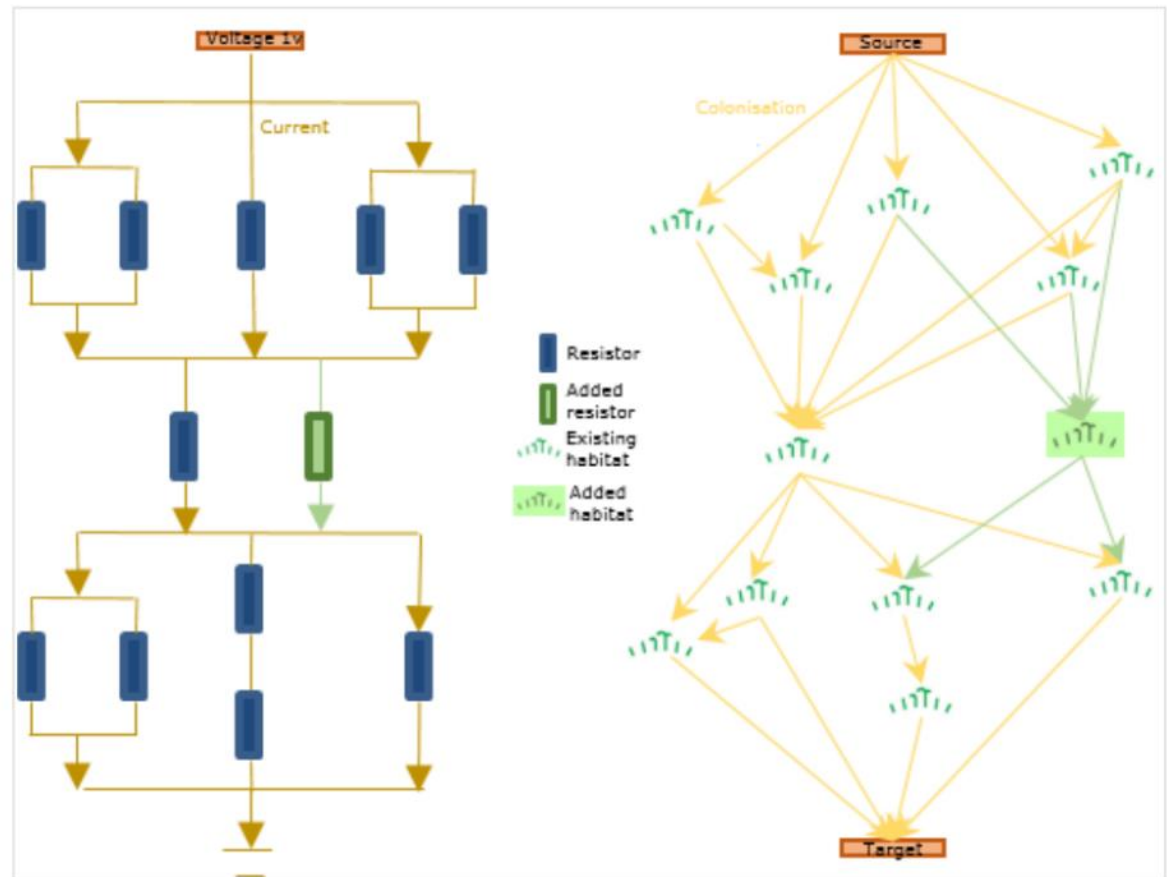 Voltage 1v
Current
Source
Colonisation
Resistor
Added
resistor
Existing
habitat
Added
habitat
Target